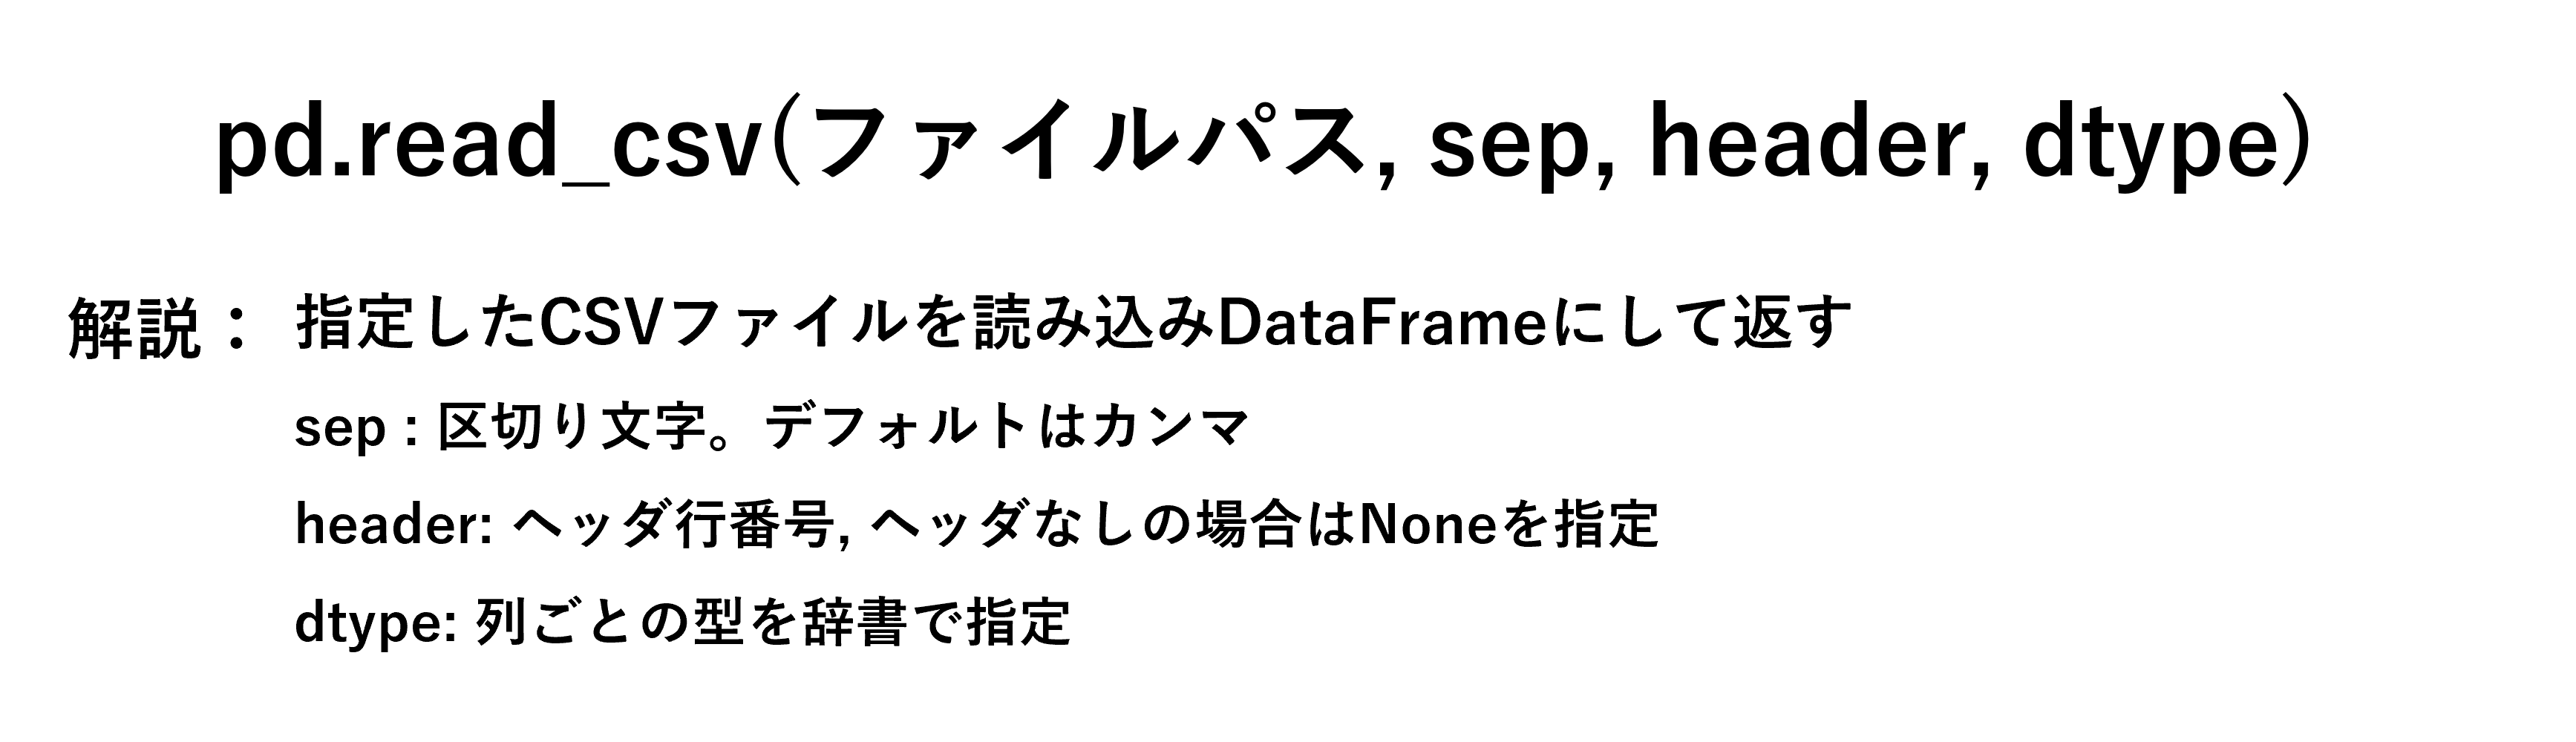 pd.read_csv(ファイルパス, sep, header, dtype)
解説： 指定したCSVファイルを読み込みDataFrameにして返す
sep : 区切り文字。デフォルトはカンマ
header: ヘッダ行番号, ヘッダなしの場合はNoneを指定
dtype: 列ごとの型を辞書で指定